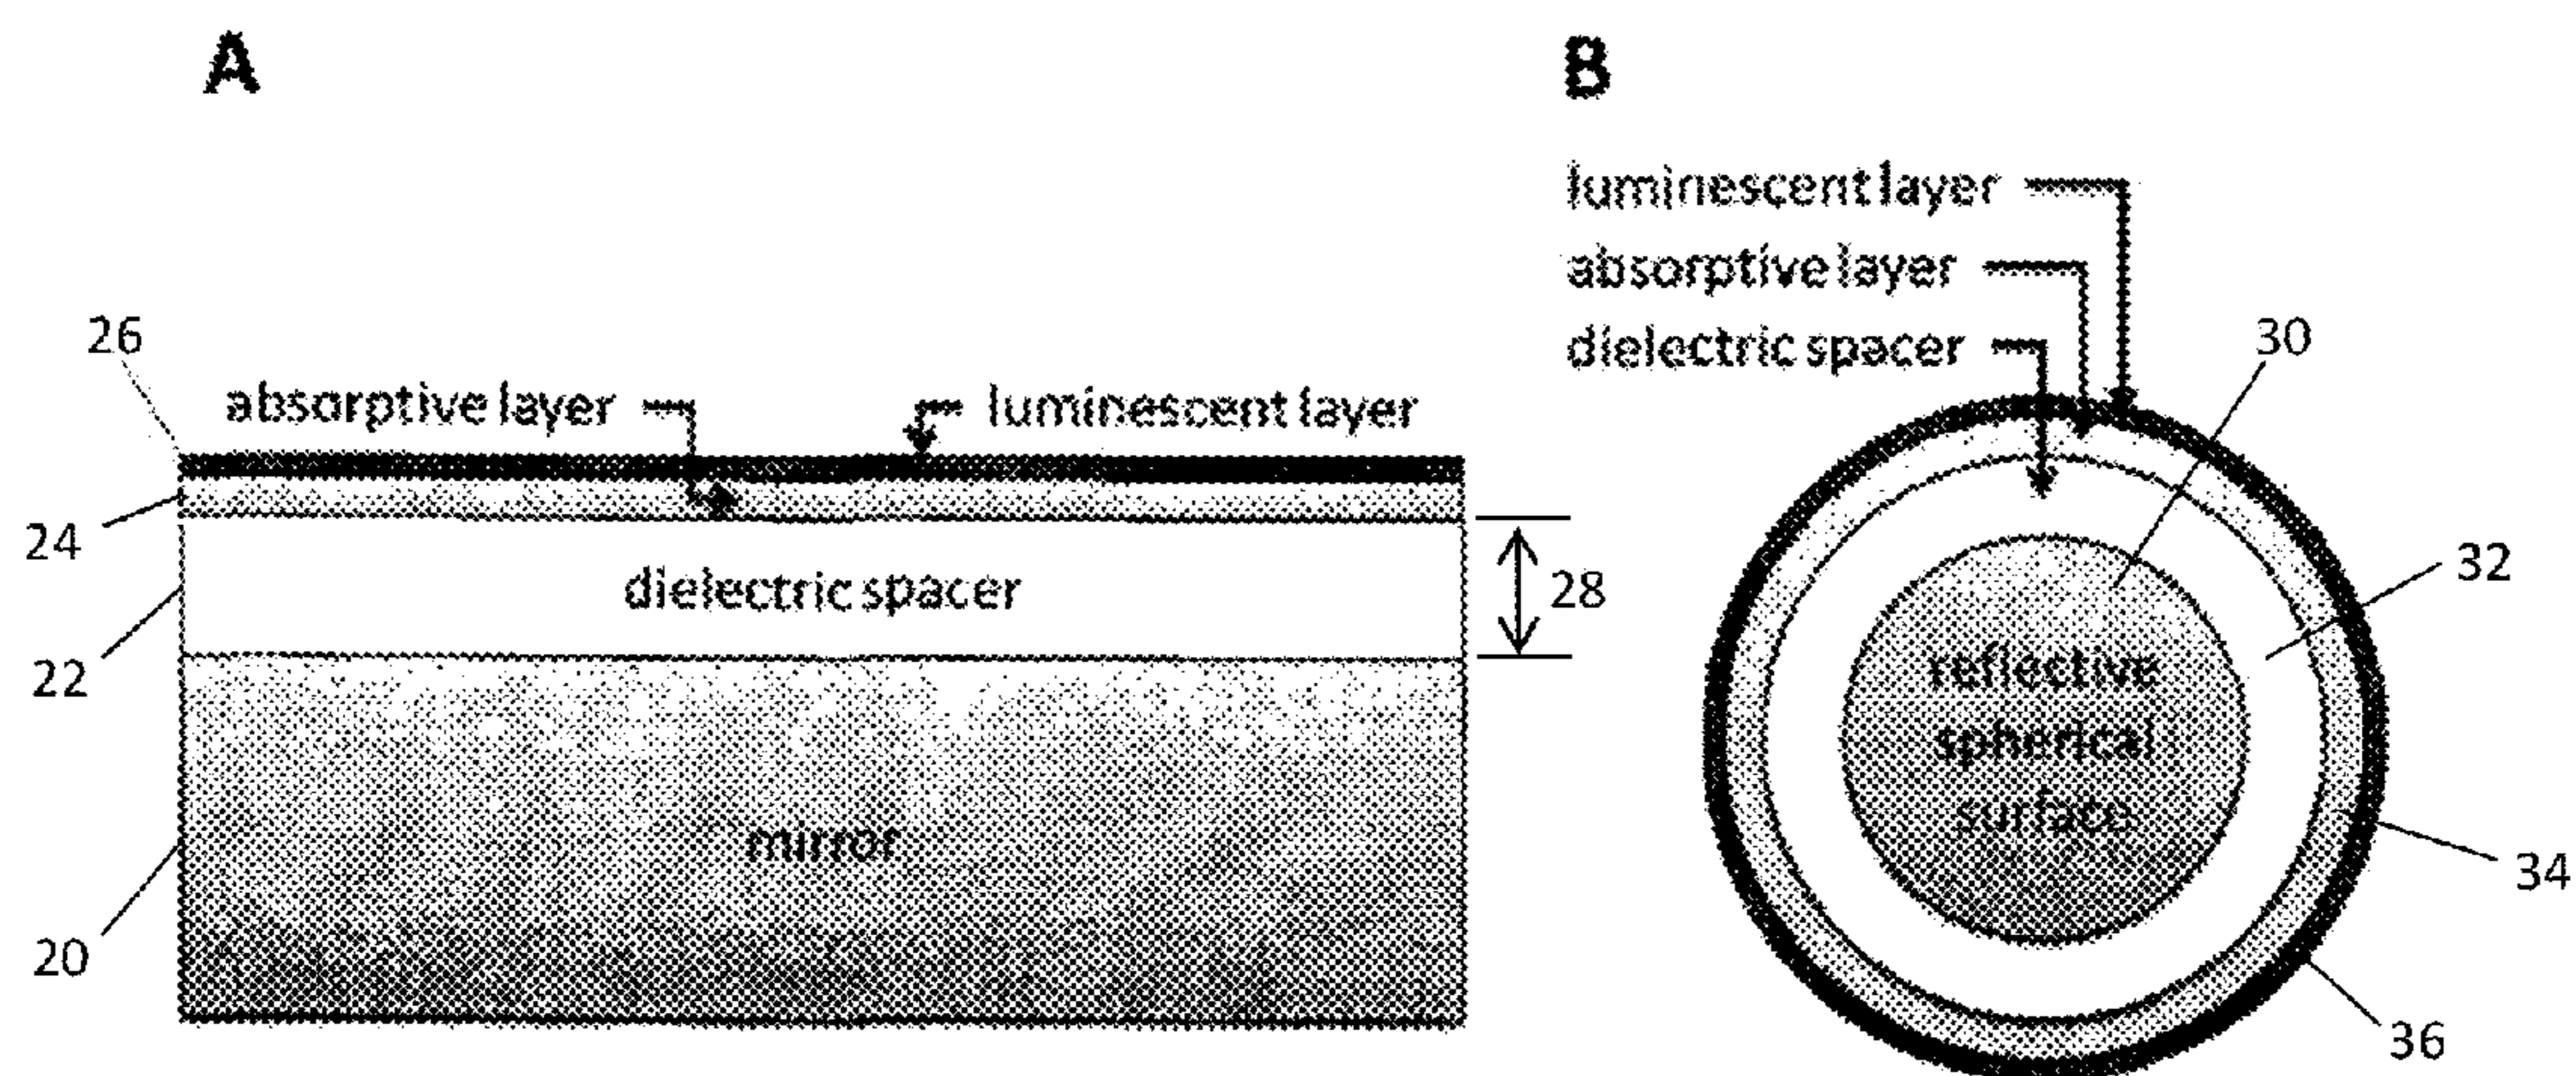 A
B
luminescent layer
absorptive layer
dielectric spacer
30
26
absorptive layer
luminescent layer
24
32
dielectric spacer
28
22
reflective
spherical
surface
mirror
34
20
36